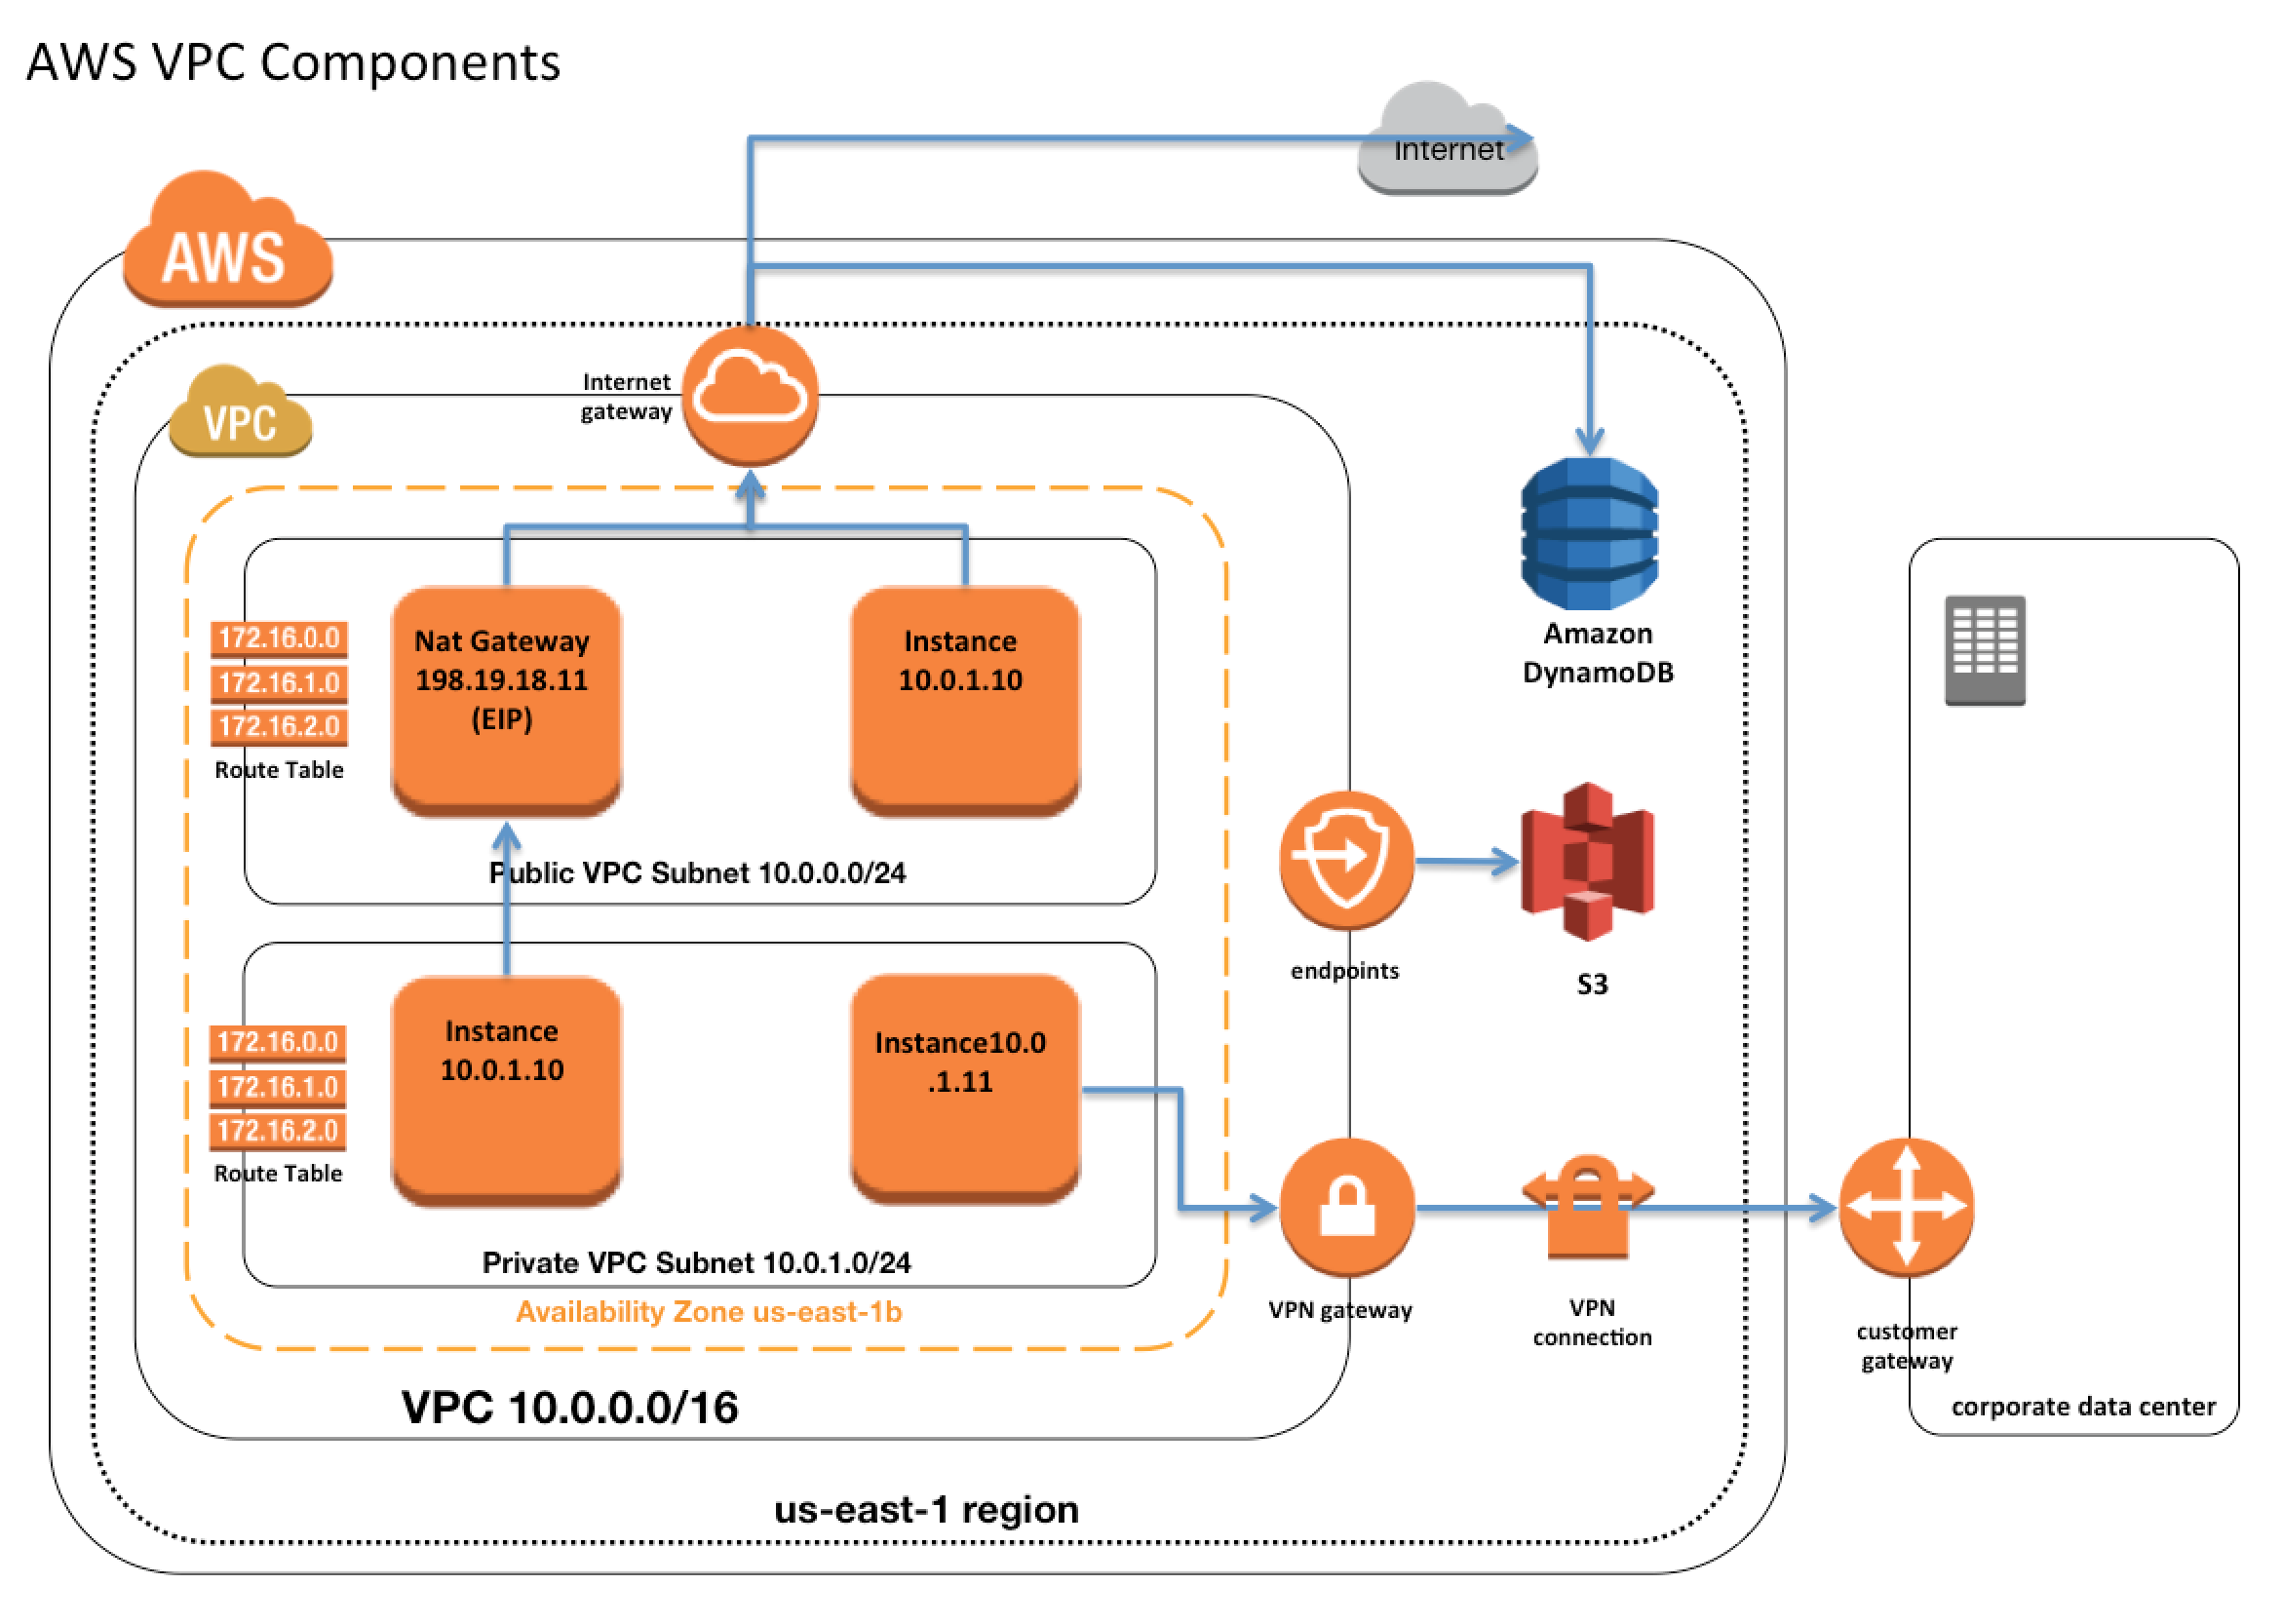 AWS VPC Components
Internet
AWS
Internet
gateway
VPC
172.16.0.0
172.16.1.0
172.16.2.0
Route Table
Nat Gateway
198.19.18.11
(EIP)
Instance
10.0.1.10
Public VPC Subnet 10.0.0.0/24
Amazon
DynamoDB
endpoints
S3
172.16.0.0
172.16.1.0
172.16.2.0
Route Table
Instance
10.0.1.10
Instance10.0
.1.11
Private VPC Subnet 10.0.1.0/24
Availability Zone us-east-1b
VPN gateway
VPN
connection
customer
gateway
corporate data center
VPC 10.0.0.0/16
us-east-1 region